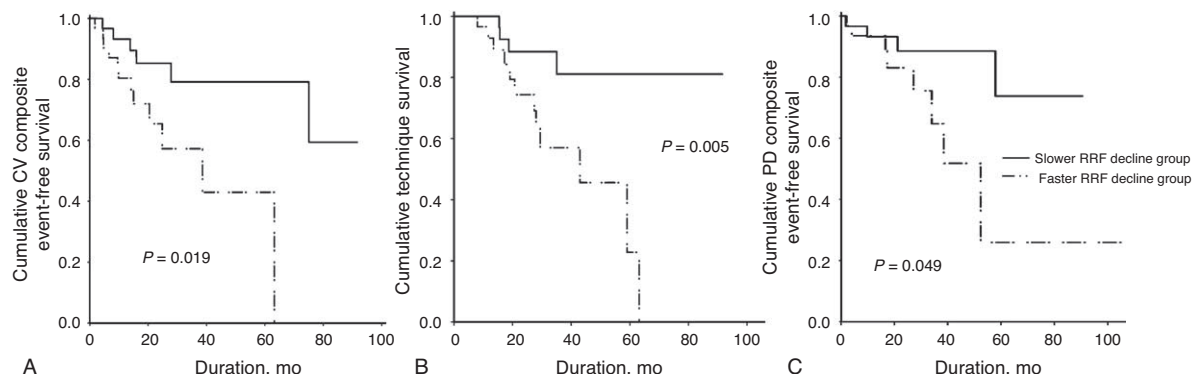 Cumulative CV composite
event-free survival
1.0
0.8
0.6
0.4
0.2
0.0
P = 0.019
0 20 40 60 80 100
Duration, mo
A
Cumulative technique survival
1.0
0.8
0.6
0.4
0.2
0.0
P = 0.005
0 20 40 60 80 100
Duration, mo
B
Cumulative PD composite
event-free survival
1.0
0.8
0.6
0.4
0.2
0.0
P = 0.049
0 20 40 60 80 100
Duration, mo
C
Slower RRF decline group
Faster RRF decline group